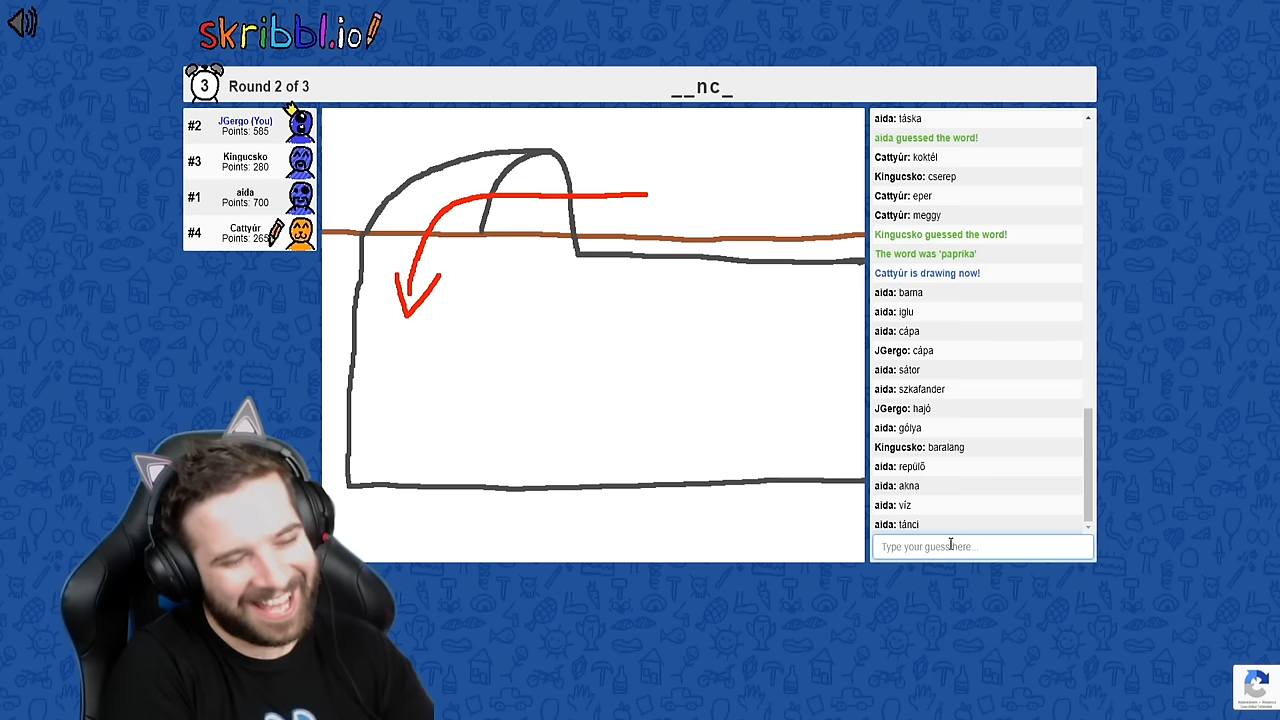 skribbl.io
3
Round 2 of 3
__nc_
#2
JGergo (You)
Points: 585
#3
Kingucsko
Points: 280
#1
aida
Points: 700
#4
Cattyúr
Points: 265
aida: táska
aida guessed the word!
Cattyúr: koktél
Kingucsko: cserep
Cattyúr: eper
Cattyúr: meggy
Kingucsko guessed the word!
The word was 'paprika'
Cattyúr is drawing now!
aida: barna
aida: iglu
aida: cápa
JGergo: cápa
aida: sátor
aida: szkafander
JGergo: hajó
aida: gólya
Kingucsko: baralang
aida: repülő
aida: akna
aida: víz
aida: tánci
Type your guess here...